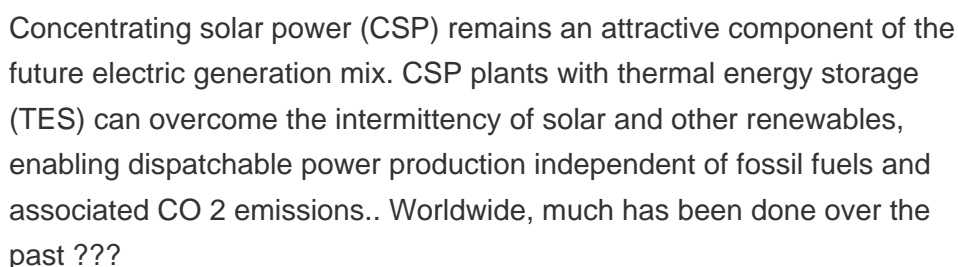 Concentrating solar power (CSP) remains an attractive component of the
future electric generation mix. CSP plants with thermal energy storage
(TES) can overcome the intermittency of solar and other renewables,
enabling dispatchable power production independent of fossil fuels and
associated CO 2 emissions.. Worldwide, much has been done over the
past ???